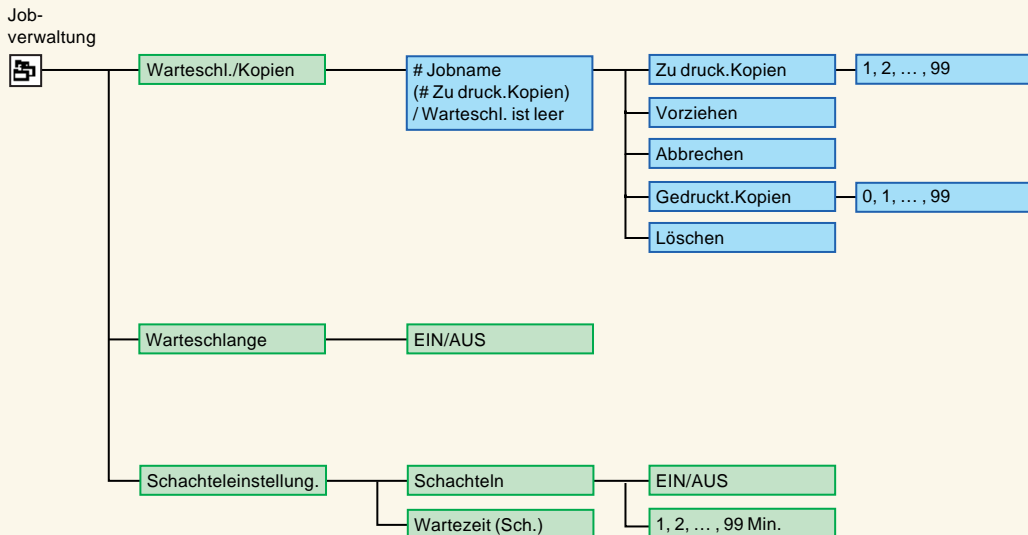 Job-
verwaltung
Warteschl./Kopien
# Jobname
(# Zu druck.Kopien)
/ Warteschl. ist leer
Zu druck.Kopien
1, 2, … , 99
Vorziehen
Abbrechen
Gedruckt.Kopien
0, 1, … , 99
Löschen
Warteschlange
EIN/AUS
Schachteleinstellung.
Schachteln
EIN/AUS
Wartezeit (Sch.)
1, 2, … , 99 Min.